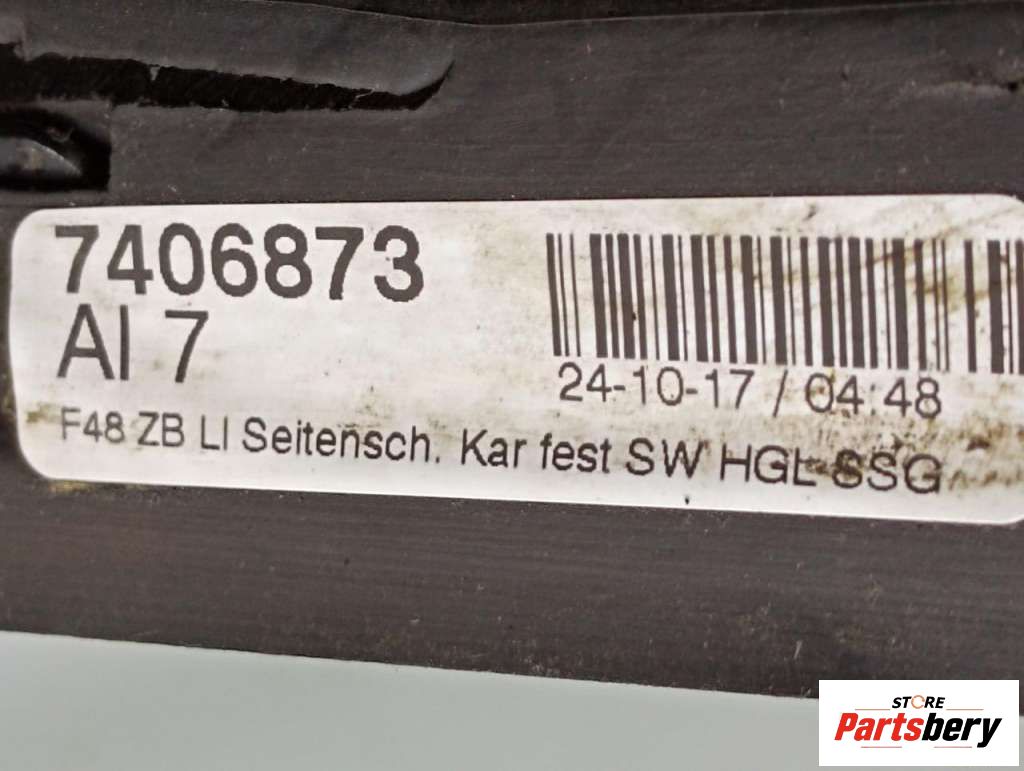 7406873
AI 7
24-10-17 / 04:48
F48 ZB LI Seitensch. Kar fest SW HGL SSG
STORE
Partsbery